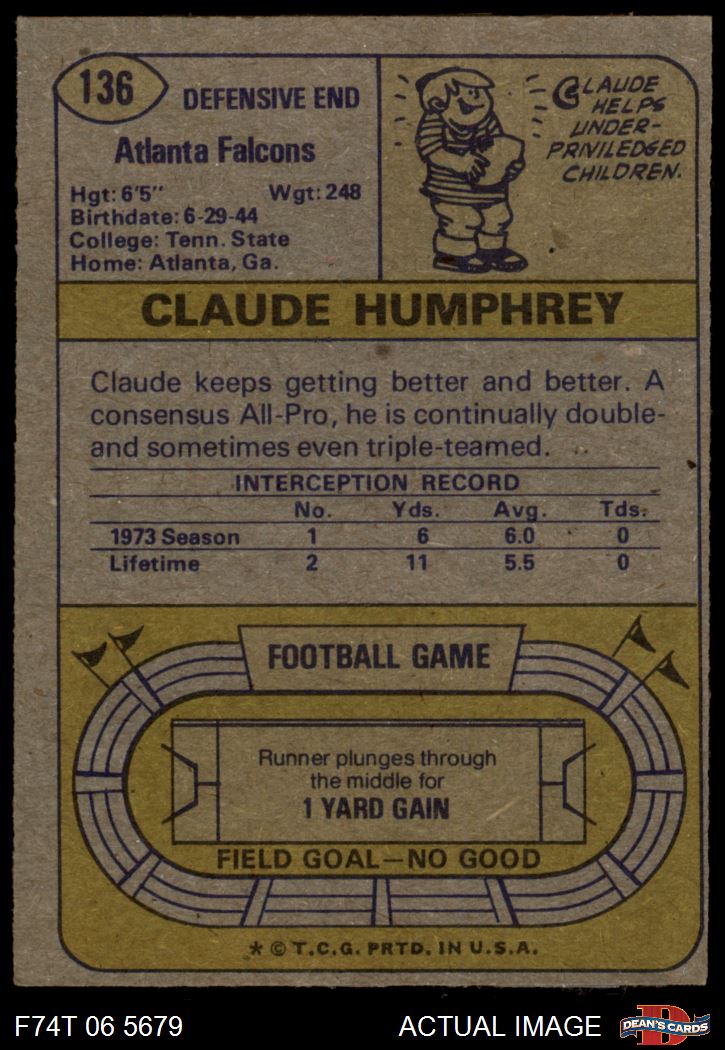 136
DEFENSIVE END
Atlanta Falcons
Hgt: 6'5" Wgt: 248
Birthdate: 6-29-44
College: Tenn. State
Home: Atlanta, Ga.
CLAUDE
HELPS
UNDER-
PRIVILEDGED
CHILDREN.
CLAUDE HUMPHREY
Claude keeps getting better and better. A
consensus All-Pro, he is continually double-
and sometimes even triple-teamed.
INTERCEPTION RECORD
No. Yds. Avg. Tds.
1973 Season 1 6 6.0 0
Lifetime 2 11 5.5 0
FOOTBALL GAME
Runner plunges through
the middle for
1 YARD GAIN
FIELD GOAL—NO GOOD
* © T.C.G. PRTD. IN U.S.A.
F74T 06 5679 ACTUAL IMAGE
D
DEAN'S CARDS